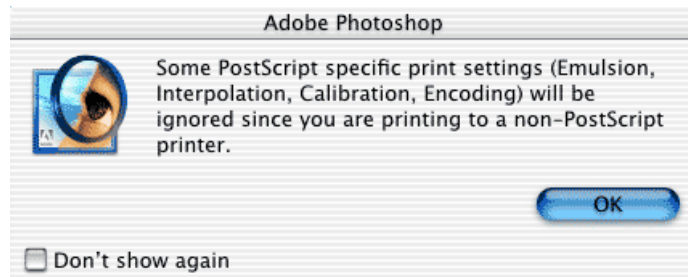 Adobe Photoshop
Some PostScript specific print settings (Emulsion,
Interpolation, Calibration, Encoding) will be
ignored since you are printing to a non-PostScript
printer.
OK
Don't show again